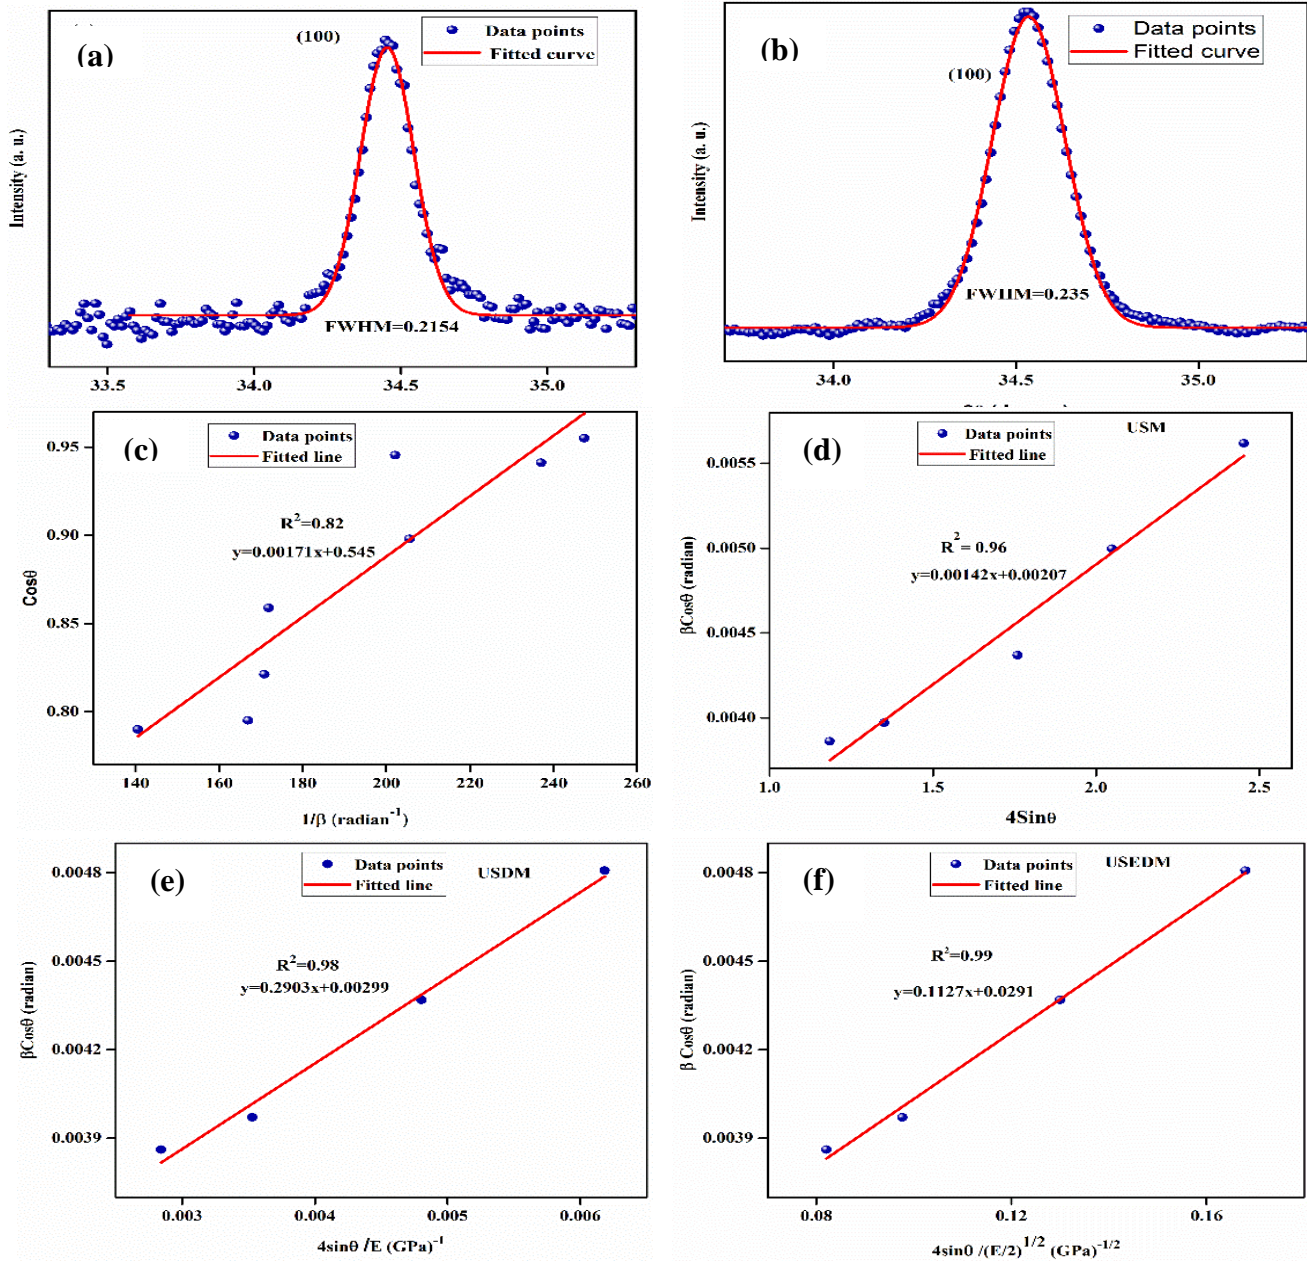 (a)
(100)
Data points
Fitted curve
Intensity (a. u.)
FWHM=0.2154
33.5 34.0 34.5 35.0
(b)
(100)
Data points
Fitted curve
Intensity (a. u.)
FWHM=0.235
34.0 34.5 35.0
(c)
Data points
Fitted line
R²=0.82
y=0.00171x+0.545
Cosθ
0.95
0.90
0.85
0.80
140 160 180 200 220 240 260
1/β (radian⁻¹)
(d)
Data points
Fitted line
USM
R²= 0.96
y=0.00142x+0.00207
βCosθ (radian)
0.0055
0.0050
0.0045
0.0040
1.0 1.5 2.0 2.5
4Sinθ
(e)
Data points
Fitted line
USDM
R²=0.98
y=0.2903x+0.00299
βCosθ (radian)
0.0048
0.0045
0.0042
0.0039
0.003 0.004 0.005 0.006
4sinθ /E (GPa)⁻¹
(f)
Data points
Fitted line
USEDM
R²=0.99
y=0.1127x+0.0291
β Cosθ (radian)
0.0048
0.0045
0.0042
0.0039
0.08 0.12 0.16
4sinθ /(E/2)¹ᐟ² (GPa)⁻¹ᐟ²